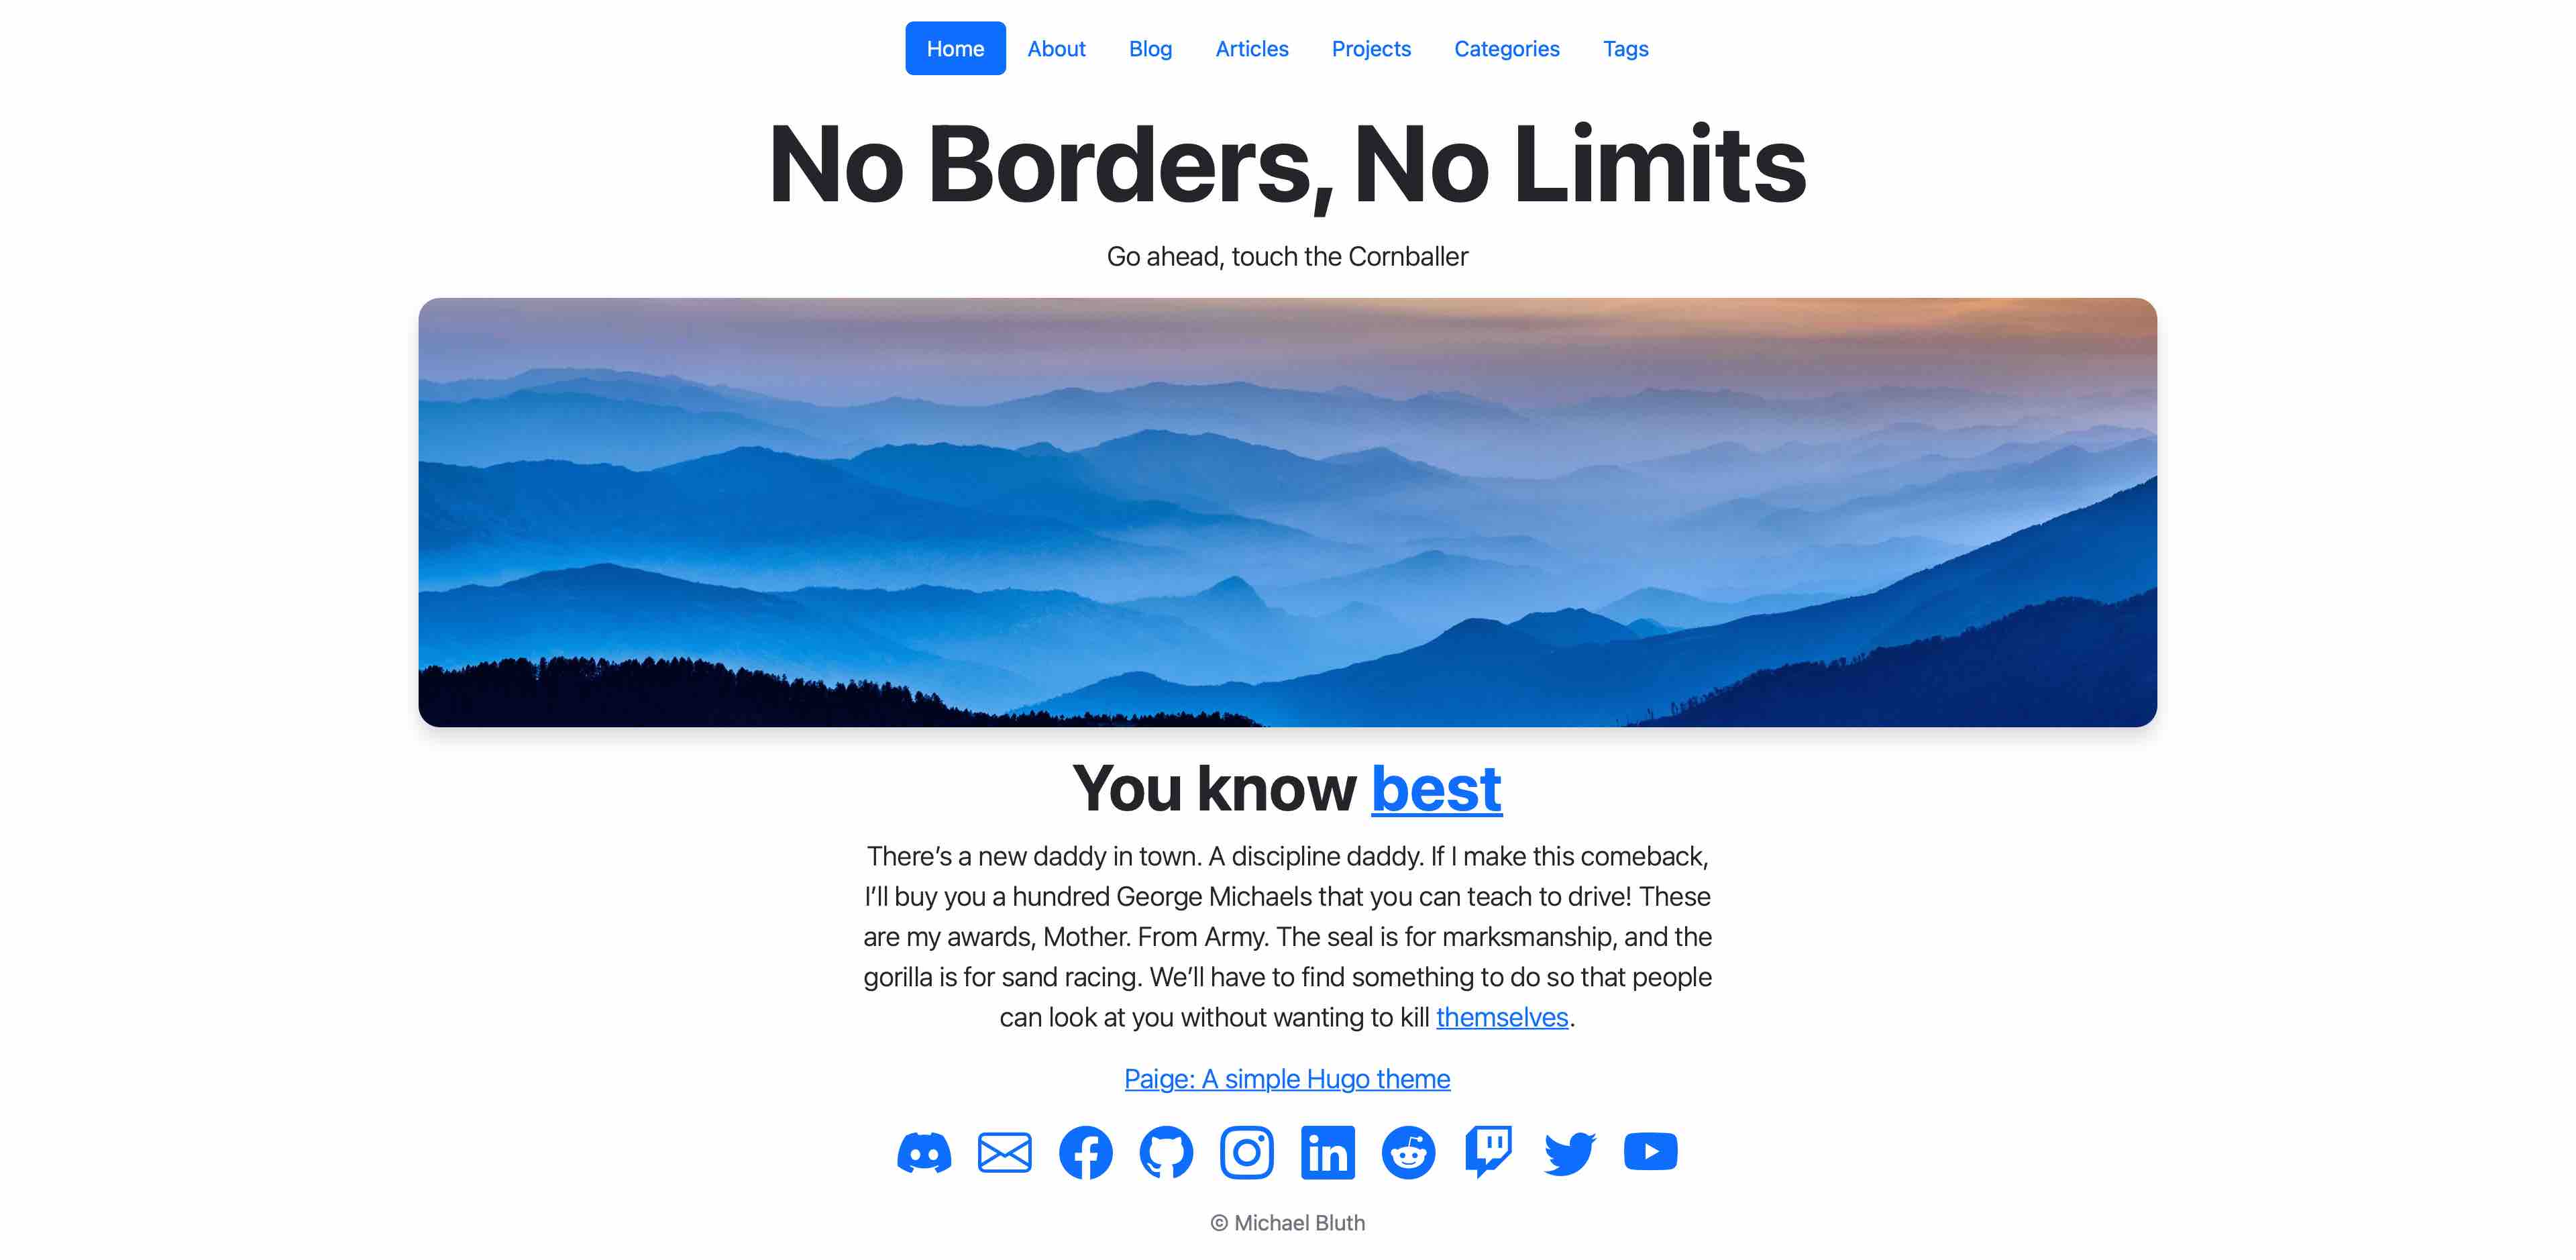 Home About Blog Articles Projects Categories Tags
No Borders, No Limits
Go ahead, touch the Cornballer
You know best
There’s a new daddy in town. A discipline daddy. If I make this comeback,
I’ll buy you a hundred George Michaels that you can teach to drive! These
are my awards, Mother. From Army. The seal is for marksmanship, and the
gorilla is for sand racing. We’ll have to find something to do so that people
can look at you without wanting to kill themselves.
Paige: A simple Hugo theme
© Michael Bluth